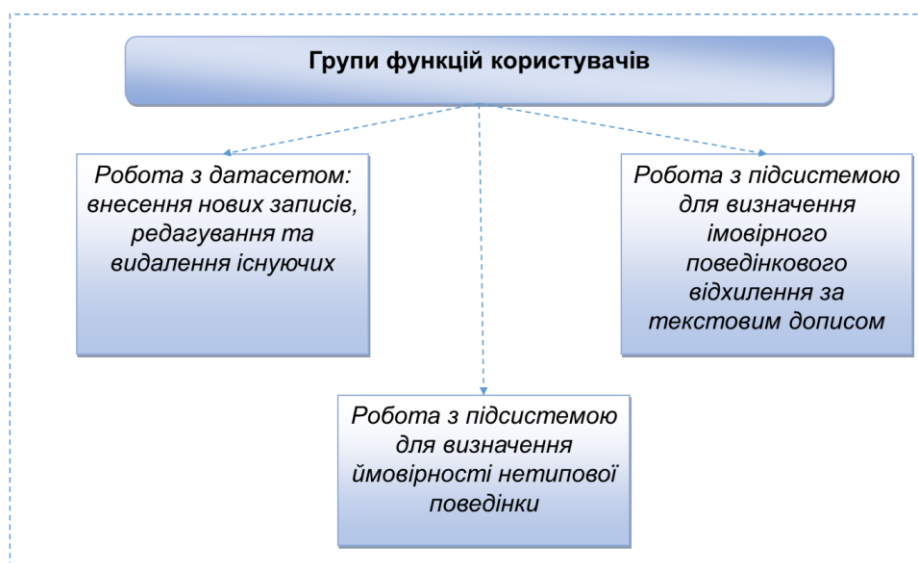 Групи функцій користувачів
Робота з датасетом:
внесення нових записів,
редагування та
видалення існуючих
Робота з підсистемою
для визначення
імовірного
поведінкового
відхилення за
текстовим дописом
Робота з підсистемою
для визначення
ймовірності нетипової
поведінки